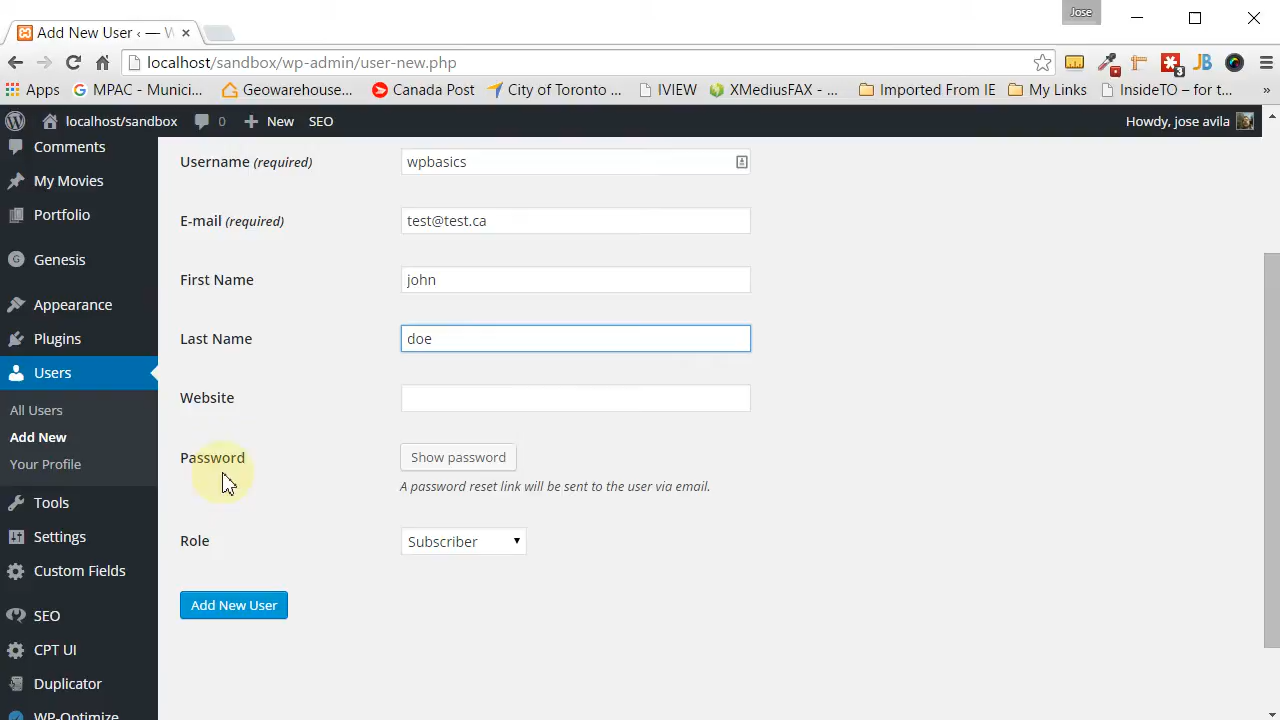 Jose
Add New User ‹ — W
localhost/sandbox/wp-admin/user-new.php
3
Apps
MPAC - Munici...
Geowarehouse...
Canada Post
City of Toronto ...
IVIEW
XMediusFAX - ...
Imported From IE
My Links
InsideTO – for t...
»
localhost/sandbox
0
New
SEO
Howdy, jose avila
Comments
My Movies
Portfolio
Genesis
Appearance
Plugins
Users
All Users
Add New
Your Profile
Tools
Settings
Custom Fields
SEO
CPT UI
Duplicator
WP-Optimize
Username (required)
wpbasics
E-mail (required)
test@test.ca
First Name
john
Last Name
doe
Website
Password
Show password
A password reset link will be sent to the user via email.
Role
Subscriber
Add New User